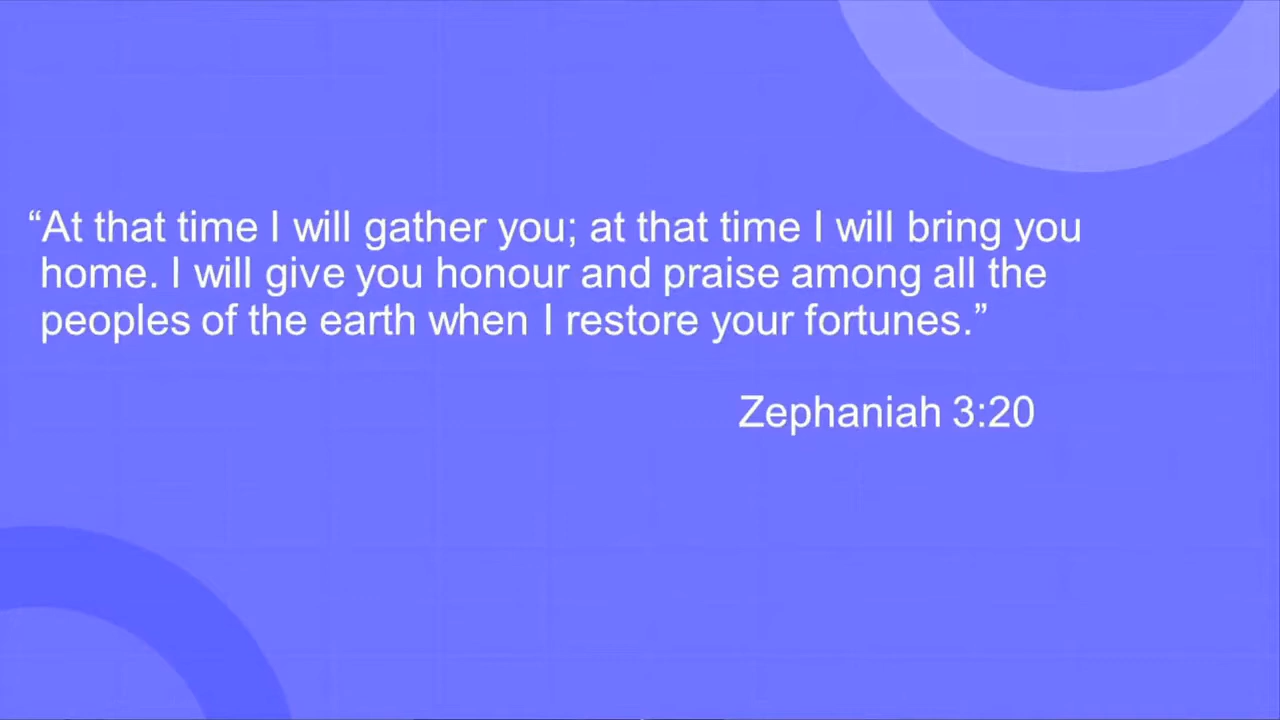 “At that time I will gather you; at that time I will bring you
home. I will give you honour and praise among all the
peoples of the earth when I restore your fortunes.”
Zephaniah 3:20